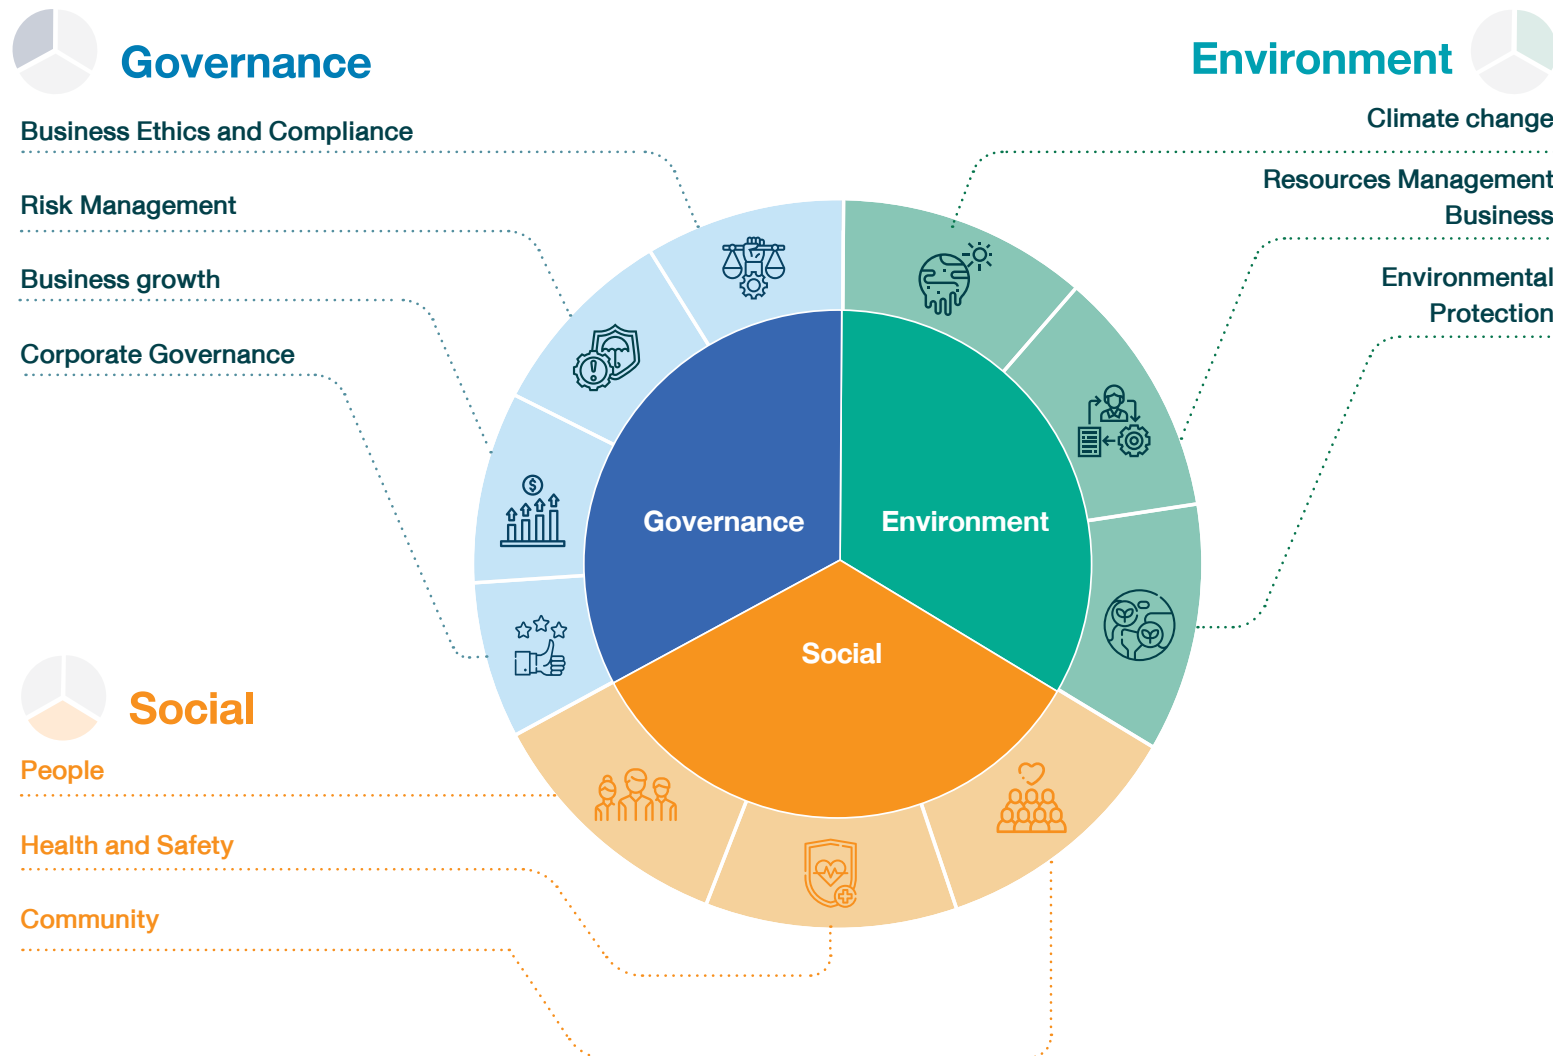 Governance
Business Ethics and Compliance
Risk Management
Business growth
Corporate Governance
Environment
Climate change
Resources Management
Business
Environmental
Protection
Governance
Environment
Social
$
Social
People
Health and Safety
Community